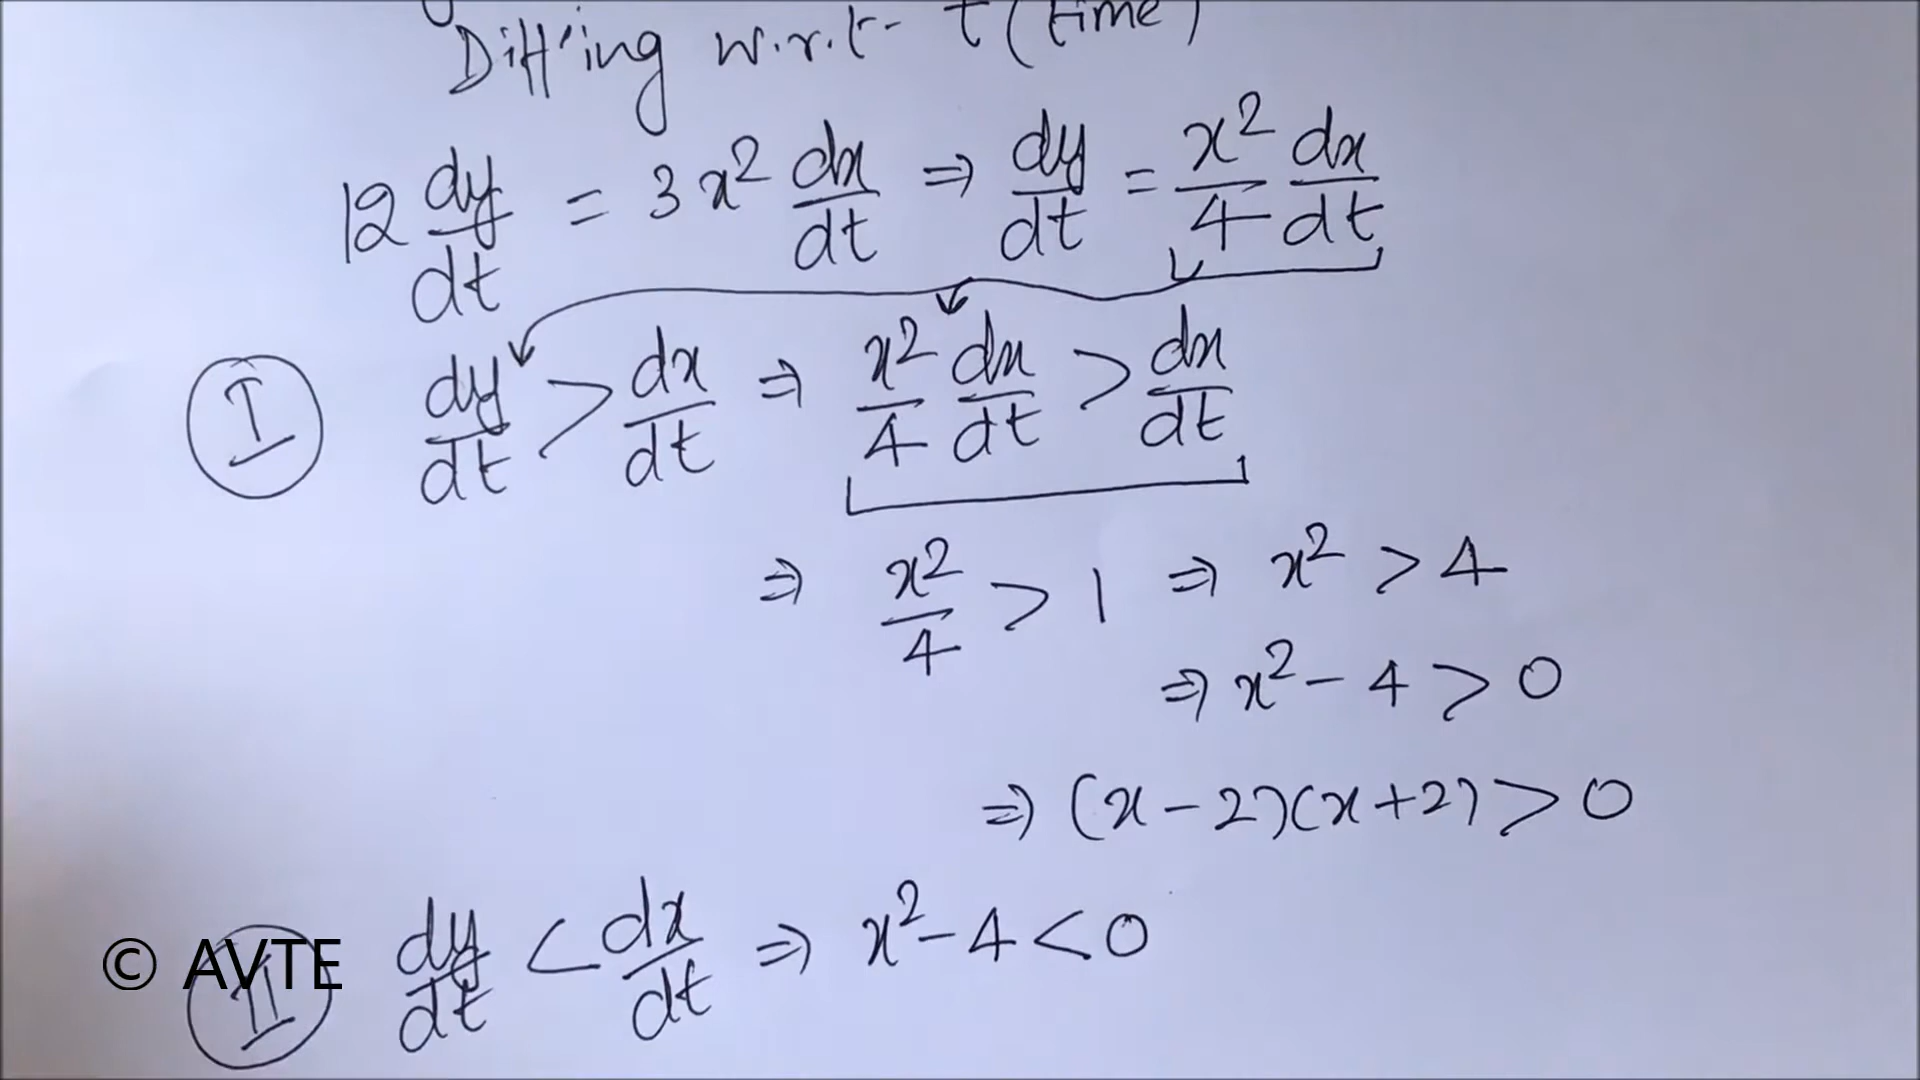 Diff'ing w.r.t. t (time)
12 dy/dt = 3x² dx/dt ⇒ dy/dt = x²/4 dx/dt
I dy/dt > dx/dt ⇒ x²/4 dx/dt > dx/dt
⇒ x²/4 > 1 ⇒ x² > 4
⇒ x² - 4 > 0
⇒ (x-2)(x+2) > 0
II dy/dt < dx/dt ⇒ x² - 4 < 0
© AVTE